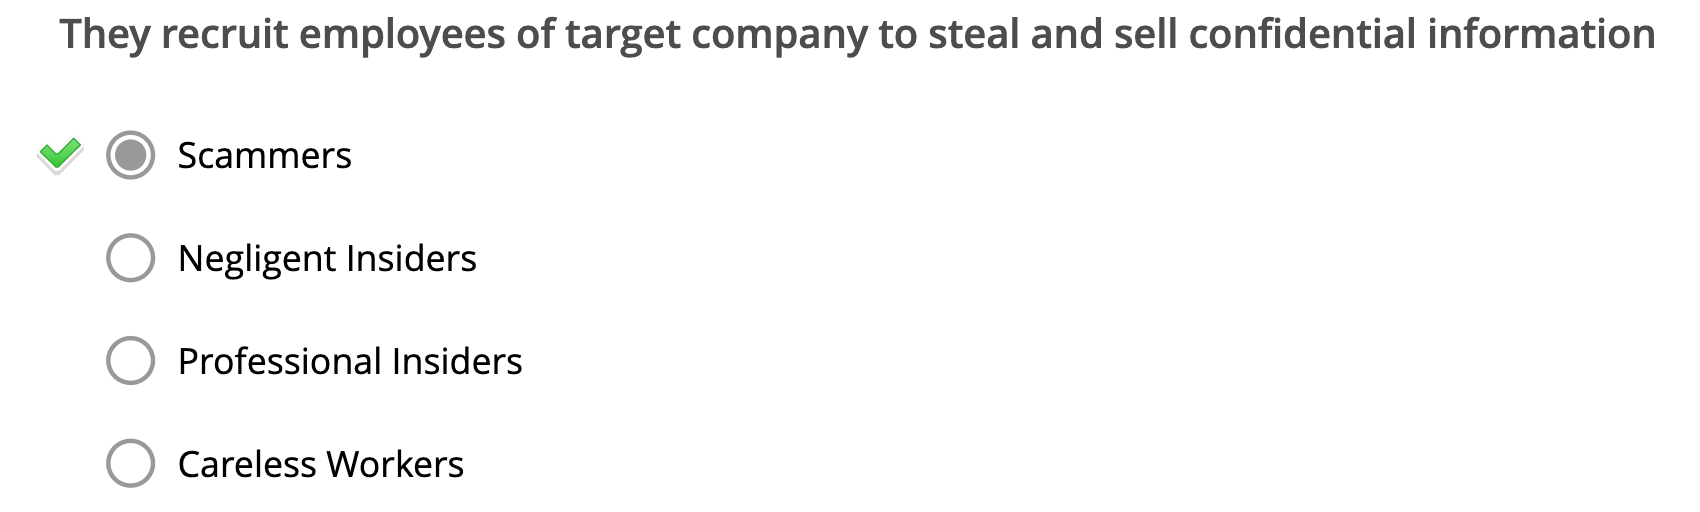 They recruit employees of target company to steal and sell confidential information
Scammers
Negligent Insiders
Professional Insiders
Careless Workers